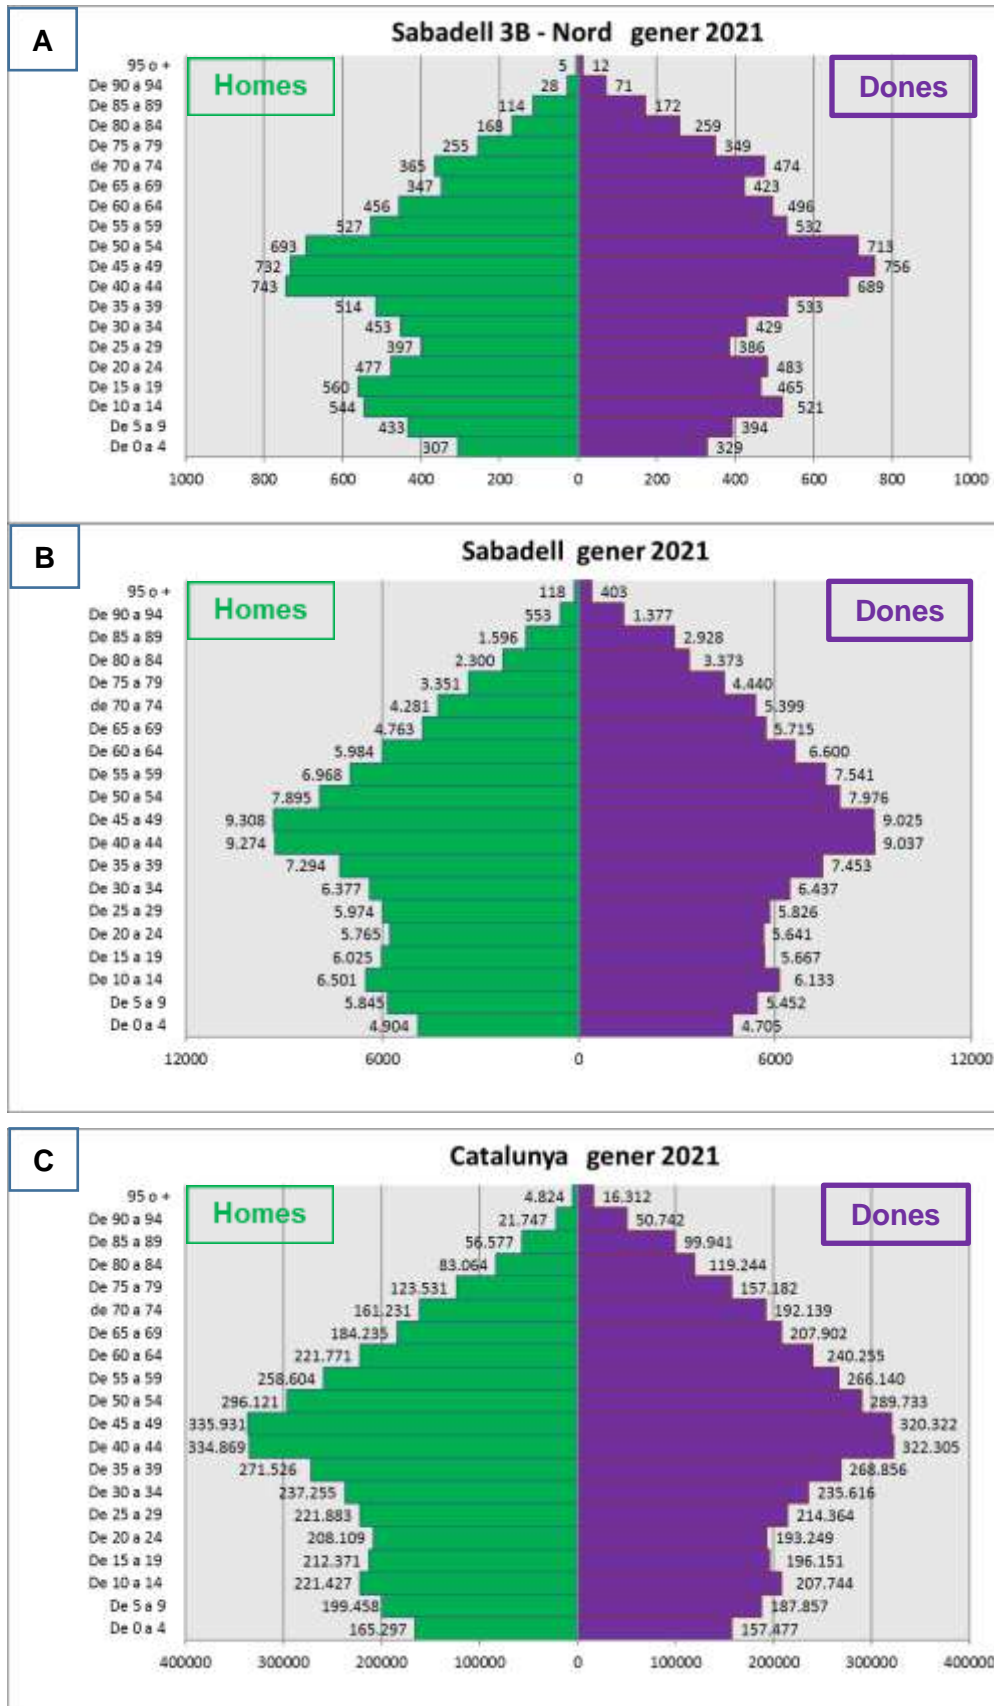 A
Sabadell 3B - Nord gener 2021
Homes
Dones
95 o + 5 12
De 90 a 94 28 71
De 85 a 89 114 172
De 80 a 84 168 259
De 75 a 79 255 349
de 70 a 74 365 474
De 65 a 69 347 423
De 60 a 64 456 496
De 55 a 59 527 532
De 50 a 54 693 713
De 45 a 49 732 756
De 40 a 44 743 689
De 35 a 39 514 533
De 30 a 34 453 429
De 25 a 29 397 386
De 20 a 24 477 483
De 15 a 19 560 465
De 10 a 14 544 521
De 5 a 9 433 394
De 0 a 4 307 329
1000 800 600 400 200 0 200 400 600 800 1000
B
Sabadell gener 2021
Homes
Dones
95 o + 118 403
De 90 a 94 553 1.377
De 85 a 89 1.596 2.928
De 80 a 84 2.300 3.373
De 75 a 79 3.351 4.440
de 70 a 74 4.281 5.399
De 65 a 69 4.763 5.715
De 60 a 64 5.984 6.600
De 55 a 59 6.968 7.541
De 50 a 54 7.895 7.976
De 45 a 49 9.308 9.025
De 40 a 44 9.274 9.037
De 35 a 39 7.294 7.453
De 30 a 34 6.377 6.437
De 25 a 29 5.974 5.826
De 20 a 24 5.765 5.641
De 15 a 19 6.025 5.667
De 10 a 14 6.501 6.133
De 5 a 9 5.845 5.452
De 0 a 4 4.904 4.705
12000 6000 0 6000 12000
C
Catalunya gener 2021
Homes
Dones
95 o + 4.824 16.312
De 90 a 94 21.747 50.742
De 85 a 89 56.577 99.941
De 80 a 84 83.064 119.244
De 75 a 79 123.531 157.182
de 70 a 74 161.231 192.139
De 65 a 69 184.235 207.902
De 60 a 64 221.771 240.255
De 55 a 59 258.604 266.140
De 50 a 54 296.121 289.733
De 45 a 49 335.931 320.322
De 40 a 44 334.869 322.305
De 35 a 39 271.526 268.856
De 30 a 34 237.255 235.616
De 25 a 29 221.883 214.364
De 20 a 24 208.109 193.249
De 15 a 19 212.371 196.151
De 10 a 14 221.427 207.744
De 5 a 9 199.458 187.857
De 0 a 4 165.297 157.477
400000 300000 200000 100000 0 100000 200000 300000 400000